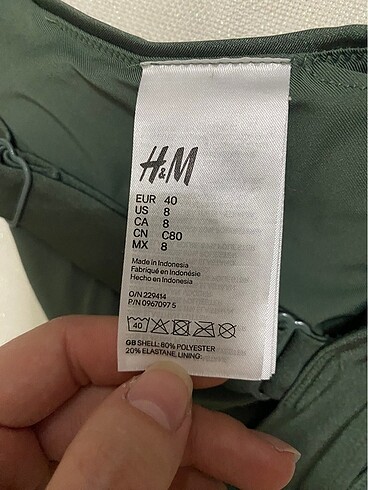 H&M
EUR 40
US 8
CA 8
CN C80
MX 8
Made in Indonesia
Fabriqué en Indonésie
Hecho en Indonesia
O/N 229414
P/N 0967097 5
40
GB SHELL: 80% POLYESTER
20% ELASTANE, LINING: